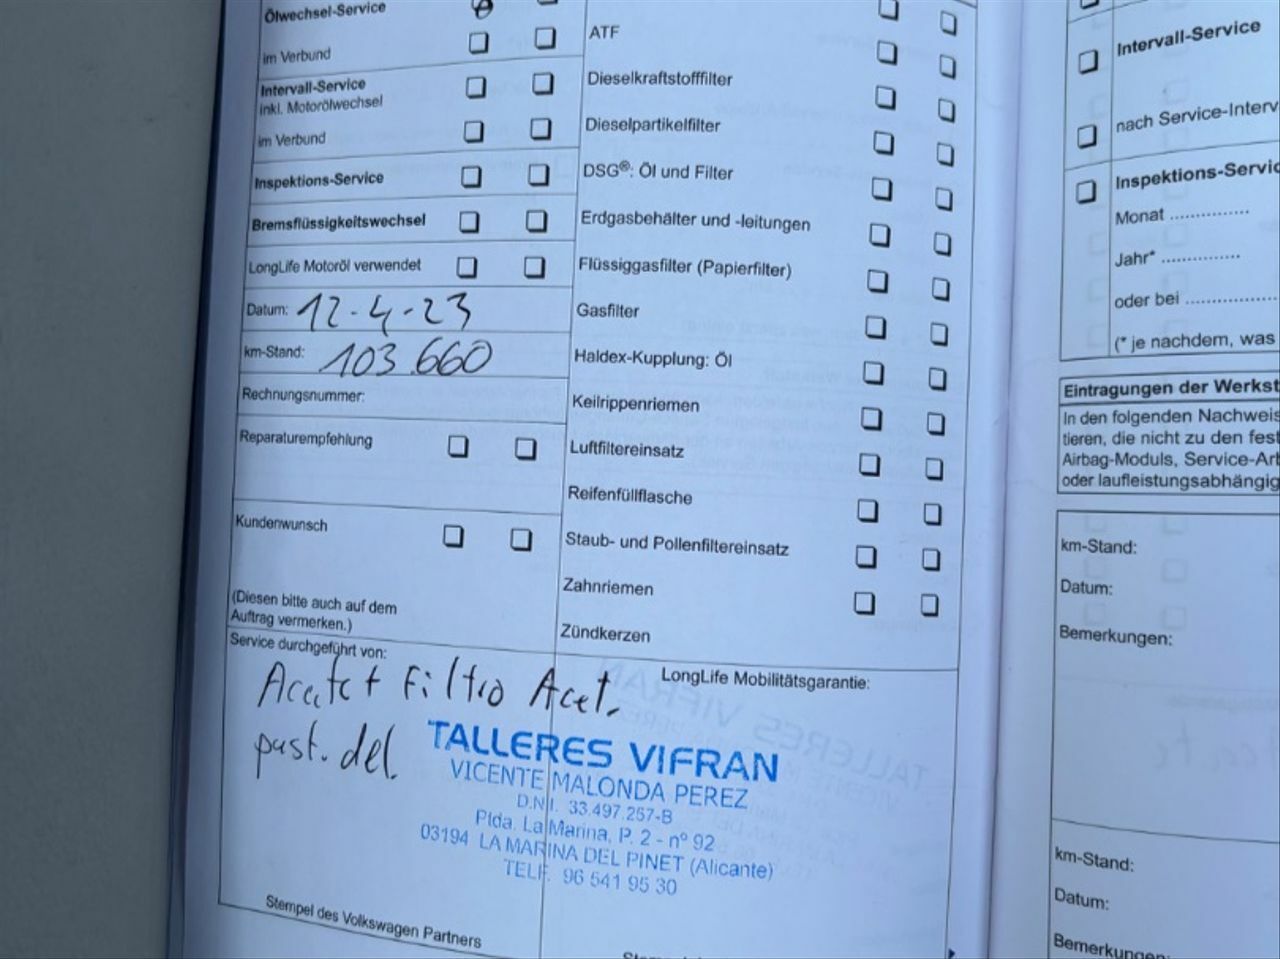 Ölwechsel-Service
im Verbund
Intervall-Service
inkl. Motorölwechsel
im Verbund
Inspektions-Service
Bremsflüssigkeitswechsel
LongLife Motoröl verwendet
Datum: 12-4-23
km-Stand: 103.660
Rechnungsnummer:
Reparaturempfehlung
Kundenwunsch
(Diesen bitte auch auf dem
Auftrag vermerken.)
Service durchgeführt von:
ATF
Dieselkraftstofffilter
Dieselpartikelfilter
DSG®: Öl und Filter
Erdgasbehälter und -leitungen
Flüssiggasfilter (Papierfilter)
Gasfilter
Haldex-Kupplung: Öl
Keilrippenriemen
Luftfiltereinsatz
Reifenfüllflasche
Staub- und Pollenfiltereinsatz
Zahnriemen
Zündkerzen
LongLife Mobilitätsgarantie:
Filtro Acet.
past. del.
TALLERES VIFRAN
VICENTE MALONDA PEREZ
D.N.I. 33.497.257-B
Ptda. La Marina, P. 2 - nº 92
03194 LA MARINA DEL PINET (Alicante)
TELF. 96 541 95 30
Stempel des Volkswagen Partners
Intervall-Service
nach Service-Interv
Inspektions-Servic
Monat ..............
Jahr* ..............
oder bei ................
(* je nachdem, was
Eintragungen der Werkst
In den folgenden Nachweis
tieren, die nicht zu den fest
Airbag-Moduls, Service-Art
oder laufleistungsabhängig
km-Stand:
Datum:
Bemerkungen:
km-Stand:
Datum:
Bemerkungen: